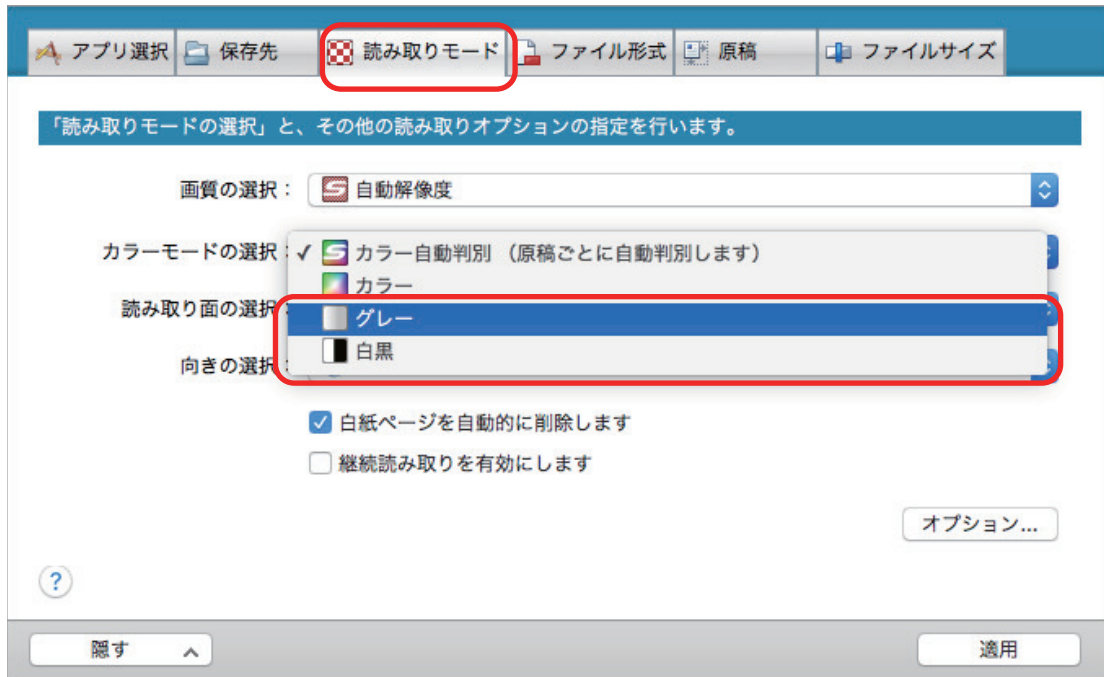 アプリ選択 保存先 読み取りモード ファイル形式 原稿 ファイルサイズ
「読み取りモードの選択」と、その他の読み取りオプションの指定を行います。
画質の選択： 自動解像度
カラーモードの選択： ✓ カラー自動判別 （原稿ごとに自動判別します）
カラー
読み取り面の選択： グレー
白黒
向きの選択：
白紙ページを自動的に削除します
継続読み取りを有効にします
オプション...
?
隠す 適用